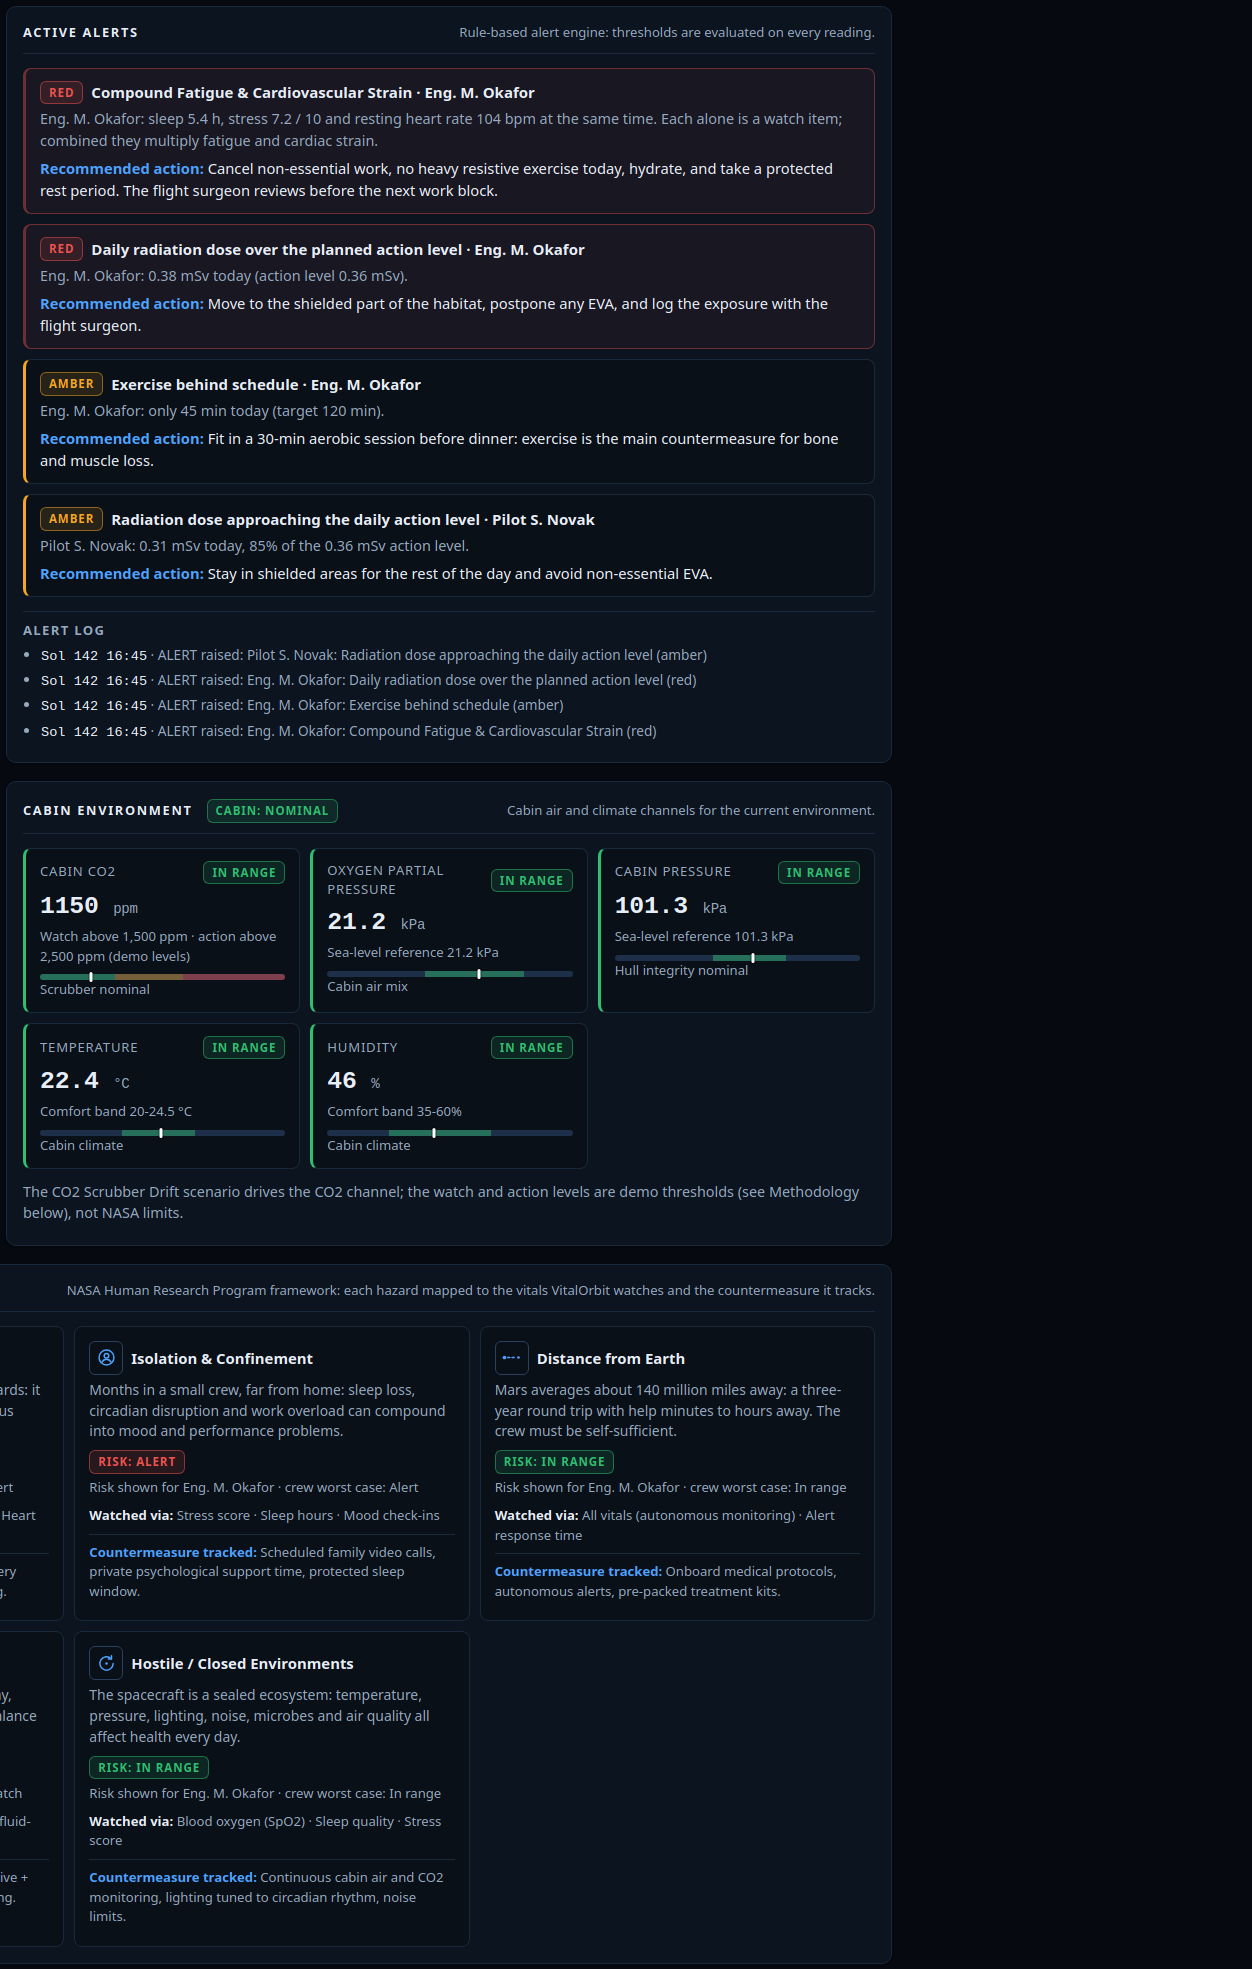 ACTIVE ALERTS
Rule-based alert engine: thresholds are evaluated on every reading.
RED Compound Fatigue & Cardiovascular Strain · Eng. M. Okafor
Eng. M. Okafor: sleep 5.4 h, stress 7.2 / 10 and resting heart rate 104 bpm at the same time. Each alone is a watch item;
combined they multiply fatigue and cardiac strain.
Recommended action: Cancel non-essential work, no heavy resistive exercise today, hydrate, and take a protected
rest period. The flight surgeon reviews before the next work block.
RED Daily radiation dose over the planned action level · Eng. M. Okafor
Eng. M. Okafor: 0.38 mSv today (action level 0.36 mSv).
Recommended action: Move to the shielded part of the habitat, postpone any EVA, and log the exposure with the
flight surgeon.
AMBER Exercise behind schedule · Eng. M. Okafor
Eng. M. Okafor: only 45 min today (target 120 min).
Recommended action: Fit in a 30-min aerobic session before dinner: exercise is the main countermeasure for bone
and muscle loss.
AMBER Radiation dose approaching the daily action level · Pilot S. Novak
Pilot S. Novak: 0.31 mSv today, 85% of the 0.36 mSv action level.
Recommended action: Stay in shielded areas for the rest of the day and avoid non-essential EVA.
ALERT LOG
• Sol 142 16:45 · ALERT raised: Pilot S. Novak: Radiation dose approaching the daily action level (amber)
• Sol 142 16:45 · ALERT raised: Eng. M. Okafor: Daily radiation dose over the planned action level (red)
• Sol 142 16:45 · ALERT raised: Eng. M. Okafor: Exercise behind schedule (amber)
• Sol 142 16:45 · ALERT raised: Eng. M. Okafor: Compound Fatigue & Cardiovascular Strain (red)
CABIN ENVIRONMENT CABIN: NOMINAL
Cabin air and climate channels for the current environment.
CABIN CO2 IN RANGE
1150 ppm
Watch above 1,500 ppm · action above
2,500 ppm (demo levels)
Scrubber nominal
OXYGEN PARTIAL
PRESSURE
IN RANGE
21.2 kPa
Sea-level reference 21.2 kPa
Cabin air mix
CABIN PRESSURE IN RANGE
101.3 kPa
Sea-level reference 101.3 kPa
Hull integrity nominal
TEMPERATURE IN RANGE
22.4 °C
Comfort band 20-24.5 °C
Cabin climate
HUMIDITY IN RANGE
46 %
Comfort band 35-60%
Cabin climate
The CO2 Scrubber Drift scenario drives the CO2 channel; the watch and action levels are demo thresholds (see Methodology
below), not NASA limits.
NASA Human Research Program framework: each hazard mapped to the vitals VitalOrbit watches and the countermeasure it tracks.
ards: it
us
ert
Heart
ery
g.
Isolation & Confinement
Months in a small crew, far from home: sleep loss,
circadian disruption and work overload can compound
into mood and performance problems.
RISK: ALERT
Risk shown for Eng. M. Okafor · crew worst case: Alert
Watched via: Stress score · Sleep hours · Mood check-ins
Countermeasure tracked: Scheduled family video calls,
private psychological support time, protected sleep
window.
Distance from Earth
Mars averages about 140 million miles away: a three-
year round trip with help minutes to hours away. The
crew must be self-sufficient.
RISK: IN RANGE
Risk shown for Eng. M. Okafor · crew worst case: In range
Watched via: All vitals (autonomous monitoring) · Alert
response time
Countermeasure tracked: Onboard medical protocols,
autonomous alerts, pre-packed treatment kits.
y,
alance
atch
fluid-
ive +
ng.
Hostile / Closed Environments
The spacecraft is a sealed ecosystem: temperature,
pressure, lighting, noise, microbes and air quality all
affect health every day.
RISK: IN RANGE
Risk shown for Eng. M. Okafor · crew worst case: In range
Watched via: Blood oxygen (SpO2) · Sleep quality · Stress
score
Countermeasure tracked: Continuous cabin air and CO2
monitoring, lighting tuned to circadian rhythm, noise
limits.